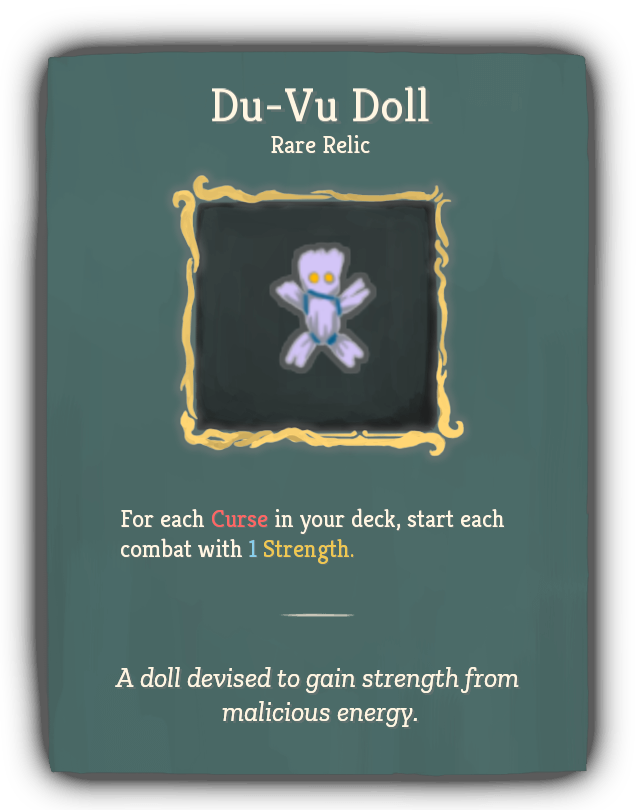 Du-Vu Doll
Rare Relic
For each Curse in your deck, start each
combat with 1 Strength.
A doll devised to gain strength from
malicious energy.